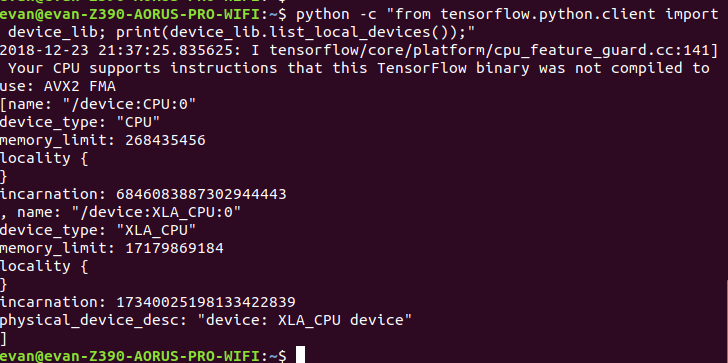 evan@evan-Z390-AORUS-PRO-WIFI:~$ python -c "from tensorflow.python.client import
device_lib; print(device_lib.list_local_devices());"
2018-12-23 21:37:25.835625: I tensorflow/core/platform/cpu_feature_guard.cc:141]
Your CPU supports instructions that this TensorFlow binary was not compiled to
use: AVX2 FMA
[name: "/device:CPU:0"
device_type: "CPU"
memory_limit: 268435456
locality {
}
incarnation: 6846083887302944443
, name: "/device:XLA_CPU:0"
device_type: "XLA_CPU"
memory_limit: 17179869184
locality {
}
incarnation: 17340025198133422839
physical_device_desc: "device: XLA_CPU device"
]
evan@evan-Z390-AORUS-PRO-WIFI:~$